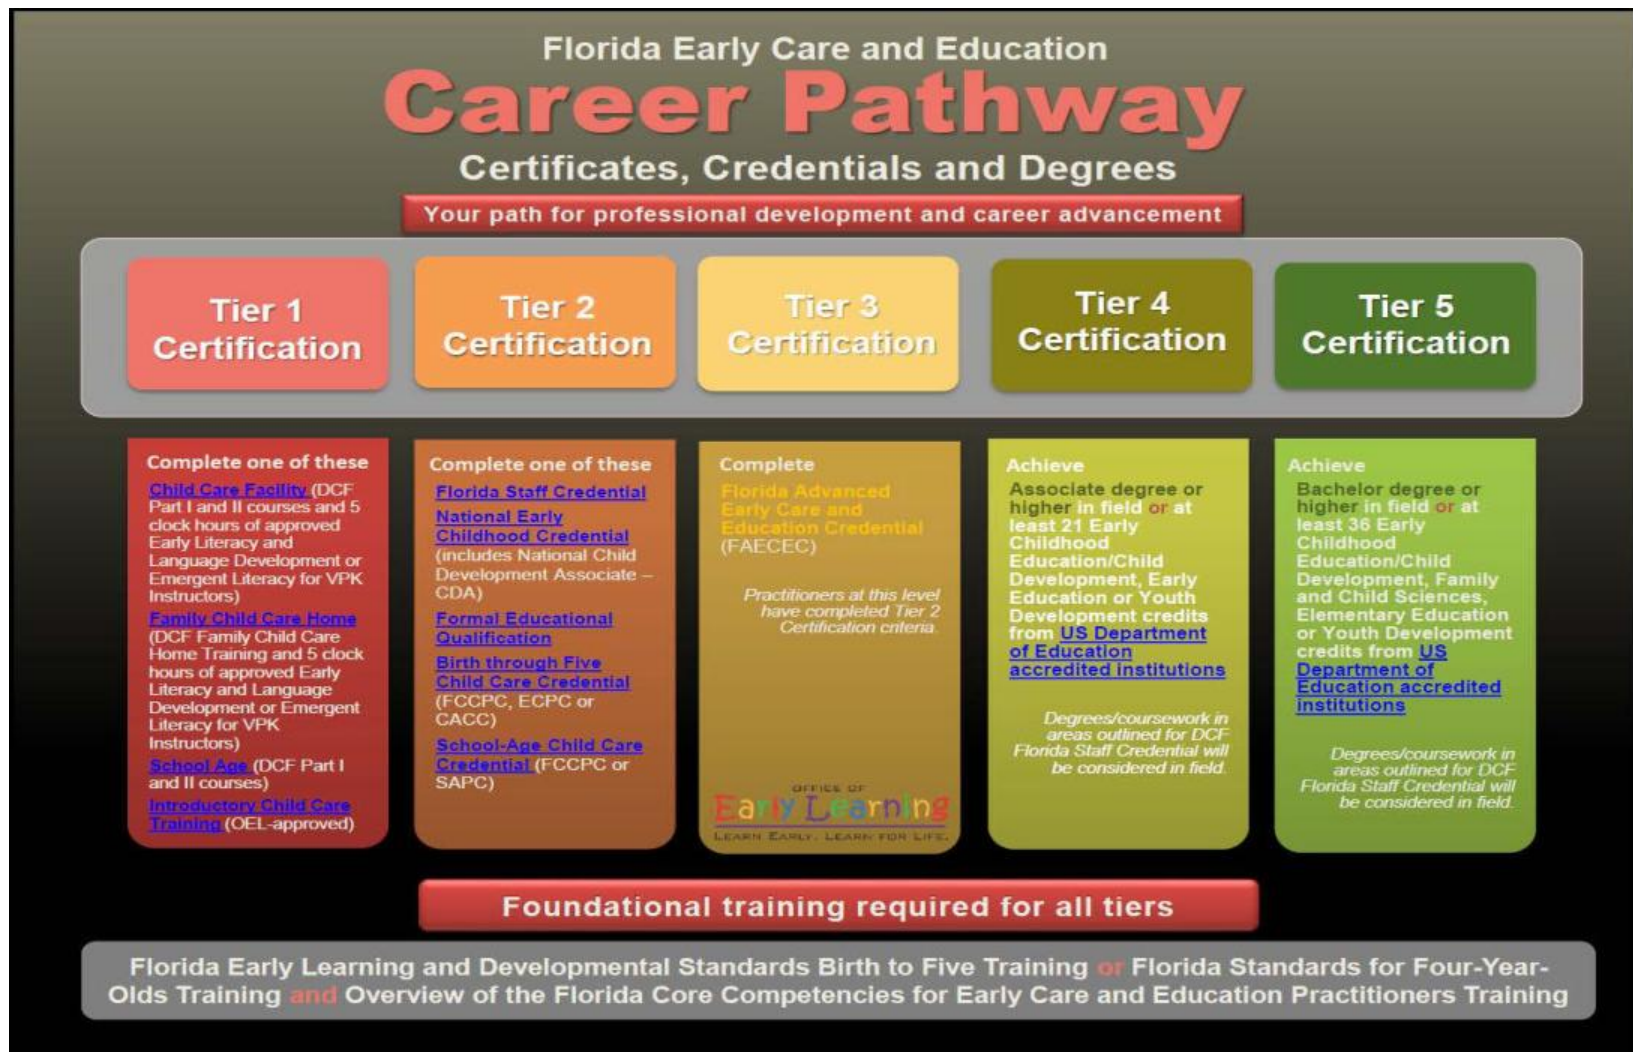 Florida Early Care and Education
Career Pathway
Certificates, Credentials and Degrees
Your path for professional development and career advancement
Tier 1
Certification
Tier 2
Certification
Tier 3
Certification
Tier 4
Certification
Tier 5
Certification
Complete one of these
Child Care Facility (DCF
Part I and II courses and 5
clock hours of approved
Early Literacy and
Language Development or
Emergent Literacy for VPK
Instructors)
Family Child Care Home
(DCF Family Child Care
Home Training and 5 clock
hours of approved Early
Literacy and Language
Development or Emergent
Literacy for VPK
Instructors)
School Age (DCF Part I
and II courses)
Introductory Child Care
Training (OEL-approved)
Complete one of these
Florida Staff Credential
National Early
Childhood Credential
(includes National Child
Development Associate –
CDA)
Formal Educational
Qualification
Birth through Five
Child Care Credential
(FCCPC, ECPC or
CACC)
School-Age Child Care
Credential (FCCPC or
SAPC)
Complete
Florida Advanced
Early Care and
Education Credential
(FAECEC)
Practitioners at this level
have completed Tier 2
Certification criteria.
OFFICE OF
Early Learning
LEARN EARLY. LEARN FOR LIFE.
Achieve
Associate degree or
higher in field or at
least 21 Early
Childhood
Education/Child
Development, Early
Education or Youth
Development credits
from US Department
of Education
accredited institutions
Degrees/coursework in
areas outlined for DCF
Florida Staff Credential will
be considered in field.
Achieve
Bachelor degree or
higher in field or at
least 36 Early
Childhood
Education/Child
Development, Family
and Child Sciences,
Elementary Education
or Youth Development
credits from US
Department of
Education accredited
institutions
Degrees/coursework in
areas outlined for DCF
Florida Staff Credential will
be considered in field.
Foundational training required for all tiers
Florida Early Learning and Developmental Standards Birth to Five Training or Florida Standards for Four-Year-
Olds Training and Overview of the Florida Core Competencies for Early Care and Education Practitioners Training